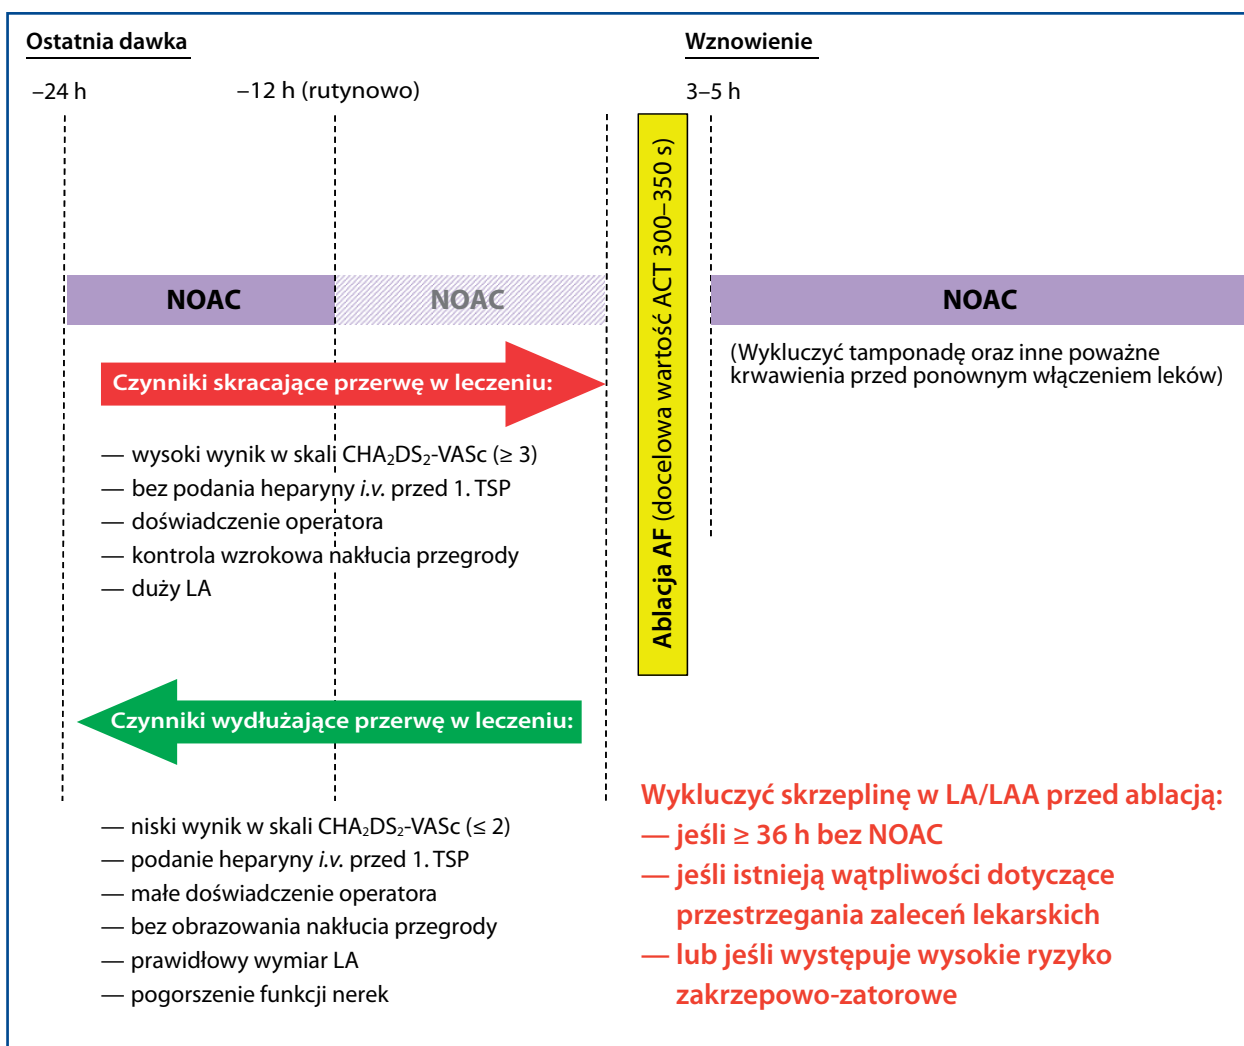 Ostatnia dawka
Wznowienie
–24 h
–12 h (rutynowo)
3–5 h
NOAC
NOAC
Ablacja AF (docelowa wartość ACT 300–350 s)
NOAC
(Wykluczyć tamponadę oraz inne poważne
krwawienia przed ponownym włączeniem leków)
Czynniki skracające przerwę w leczeniu:
— wysoki wynik w skali CHA₂DS₂-VASc (≥ 3)
— bez podania heparyny i.v. przed 1. TSP
— doświadczenie operatora
— kontrola wzrokowa nakłucia przegrody
— duży LA
Czynniki wydłużające przerwę w leczeniu:
— niski wynik w skali CHA₂DS₂-VASc (≤ 2)
— podanie heparyny i.v. przed 1. TSP
— małe doświadczenie operatora
— bez obrazowania nakłucia przegrody
— prawidłowy wymiar LA
— pogorszenie funkcji nerek
Wykluczyć skrzeplinę w LA/LAA przed ablacją:
— jeśli ≥ 36 h bez NOAC
— jeśli istnieją wątpliwości dotyczące
przestrzegania zaleceń lekarskich
— lub jeśli występuje wysokie ryzyko
zakrzepowo-zatorowe